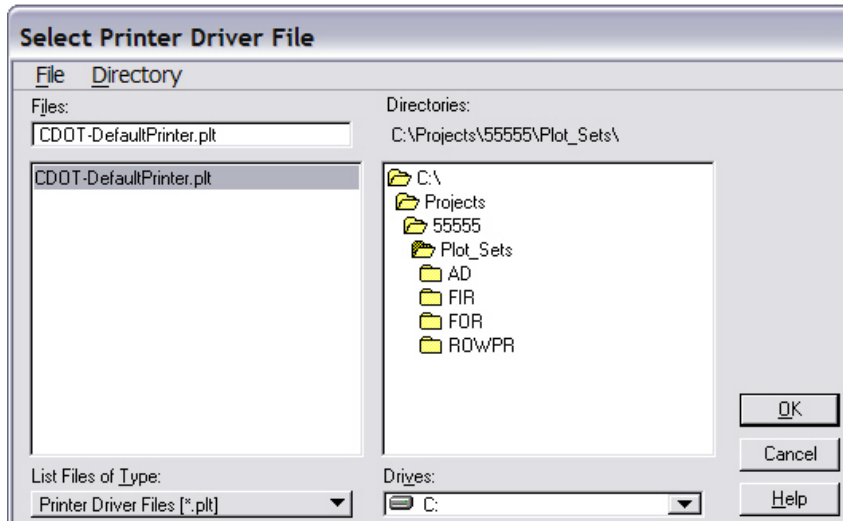 Select Printer Driver File
File Directory
Files:
CDOT-DefaultPrinter.plt
CDOT-DefaultPrinter.plt
List Files of Type:
Printer Driver Files [*.plt]
Directories:
C:\Projects\55555\Plot_Sets\
C:\
Projects
55555
Plot_Sets
AD
FIR
FOR
ROWPR
Drives:
C:
OK
Cancel
Help